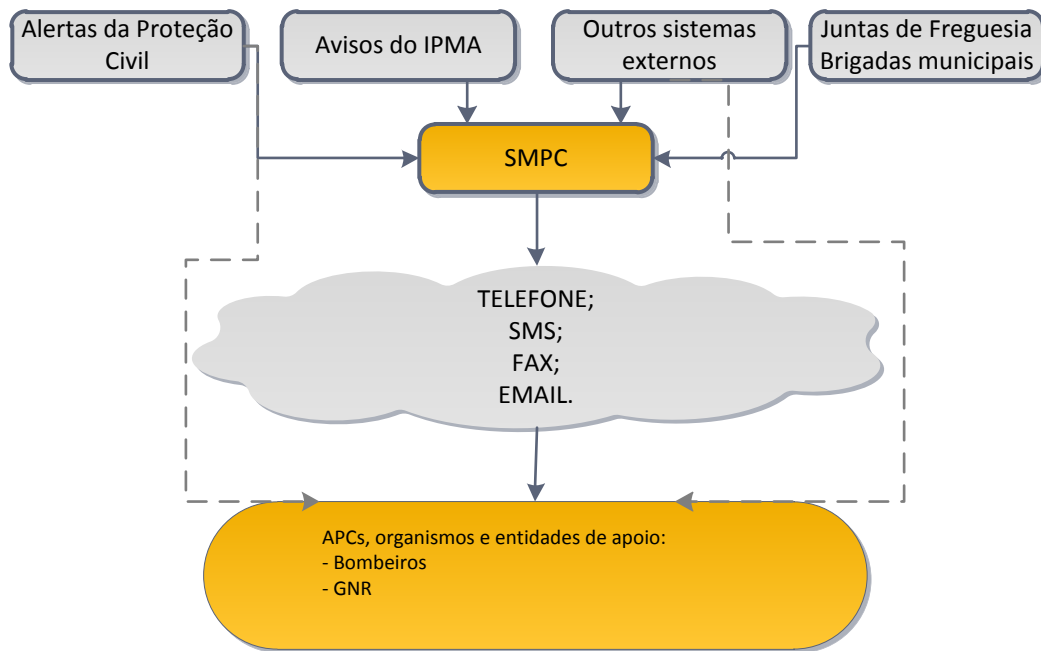 Alertas da Proteção
Civil
Avisos do IPMA
Outros sistemas
externos
Juntas de Freguesia
Brigadas municipais
SMPC
TELEFONE;
SMS;
FAX;
EMAIL.
APCs, organismos e entidades de apoio:
- Bombeiros
- GNR